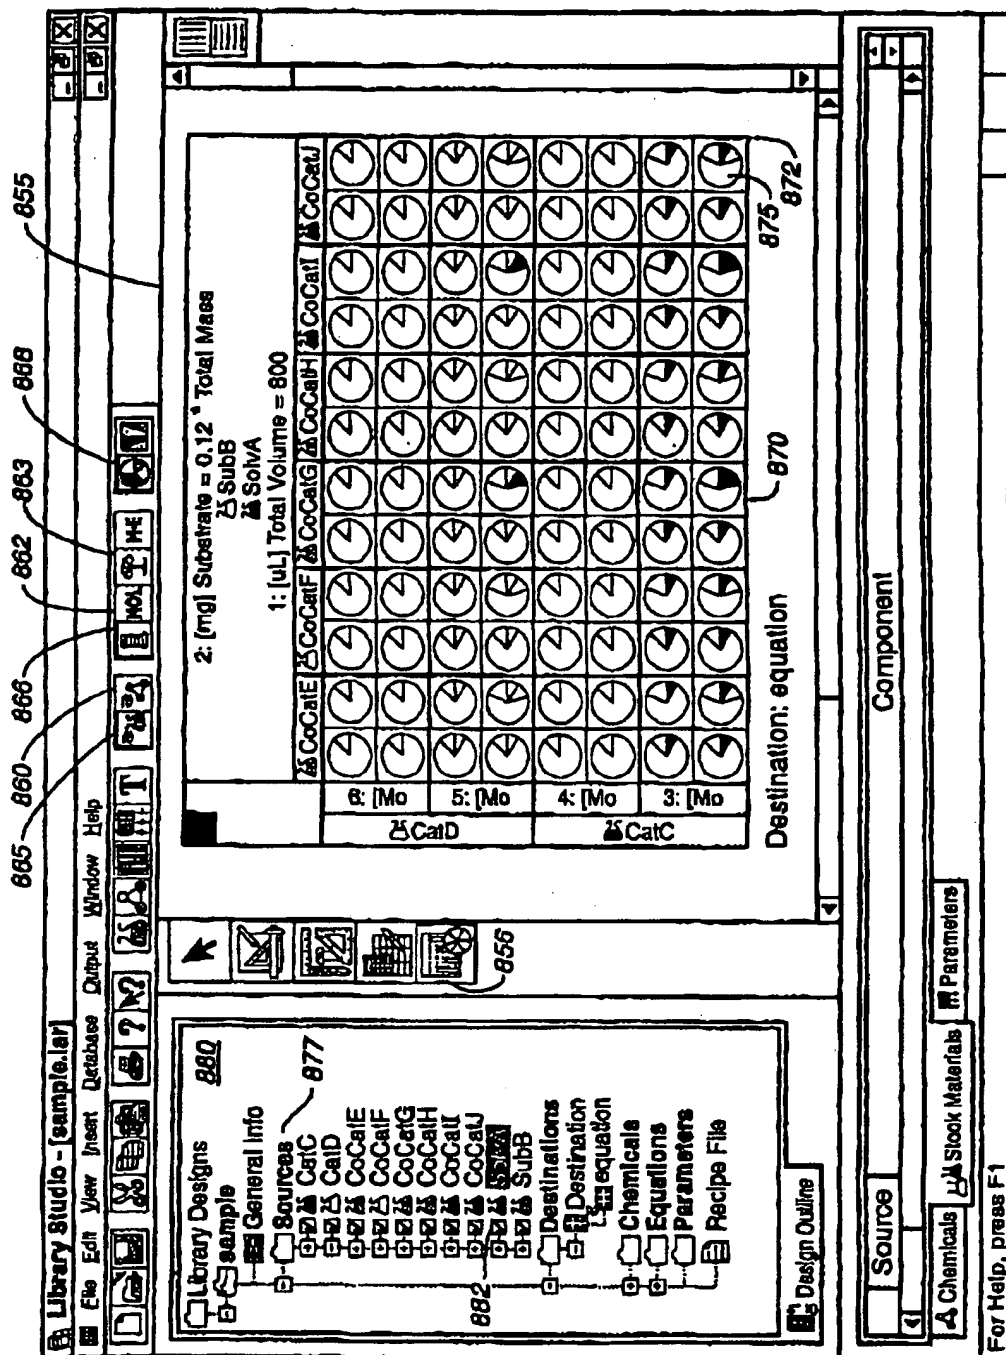 855
868
863
862
866
860
865
Library Studio - [sample.lar]
File Edit View Insert Database Output Window Help
MOL
T
Library Designs
880
sample
General Info
Sources
877
CatC
CatD
CoCatE
CoCatF
CoCatG
CoCatH
CoCatI
CoCatJ
SubB
882
Destinations
Destination
equation
Chemicals
Equations
Parameters
Recipe File
Design Outline
856
2: [mg] Substrate = 0.12 * Total Mass
SubB
SolvA
1: [uL] Total Volume = 800
CoCatE CoCatF CoCatG CoCatH CoCatI CoCatJ
CatD
6: [Mo
5: [Mo
CatC
4: [Mo
3: [Mo
870
875
872
Destination: equation
Source
Component
Chemicals
Stock Materials
Parameters
For Help, press F1